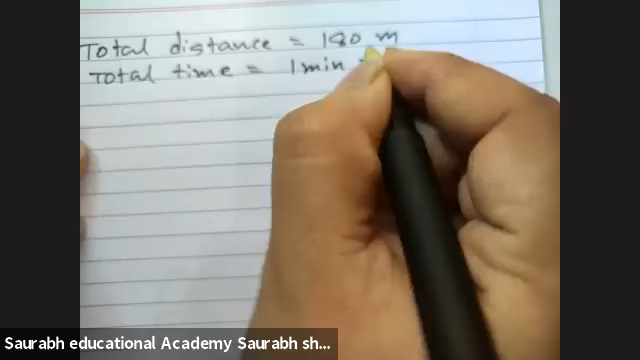 Total distance = 180 m
Total time = 1 min
Saurabh educational Academy Saurabh sh...